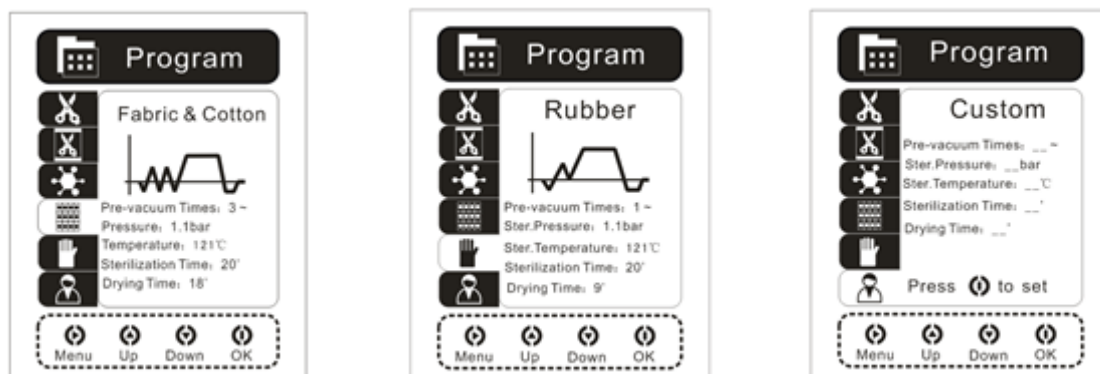 Program
Fabric & Cotton
Pre-vacuum Times: 3 ~
Pressure: 1.1bar
Temperature: 121℃
Sterilization Time: 20'
Drying Time: 18'
Menu Up Down OK
Program
Rubber
Pre-vacuum Times: 1 ~
Ster.Pressure: 1.1bar
Ster.Temperature: 121℃
Sterilization Time: 20'
Drying Time: 9'
Menu Up Down OK
Program
Custom
Pre-vacuum Times: __ ~
Ster.Pressure: __bar
Ster.Temperature: __℃
Sterilization Time: __'
Drying Time: __'
Press to set
Menu Up Down OK